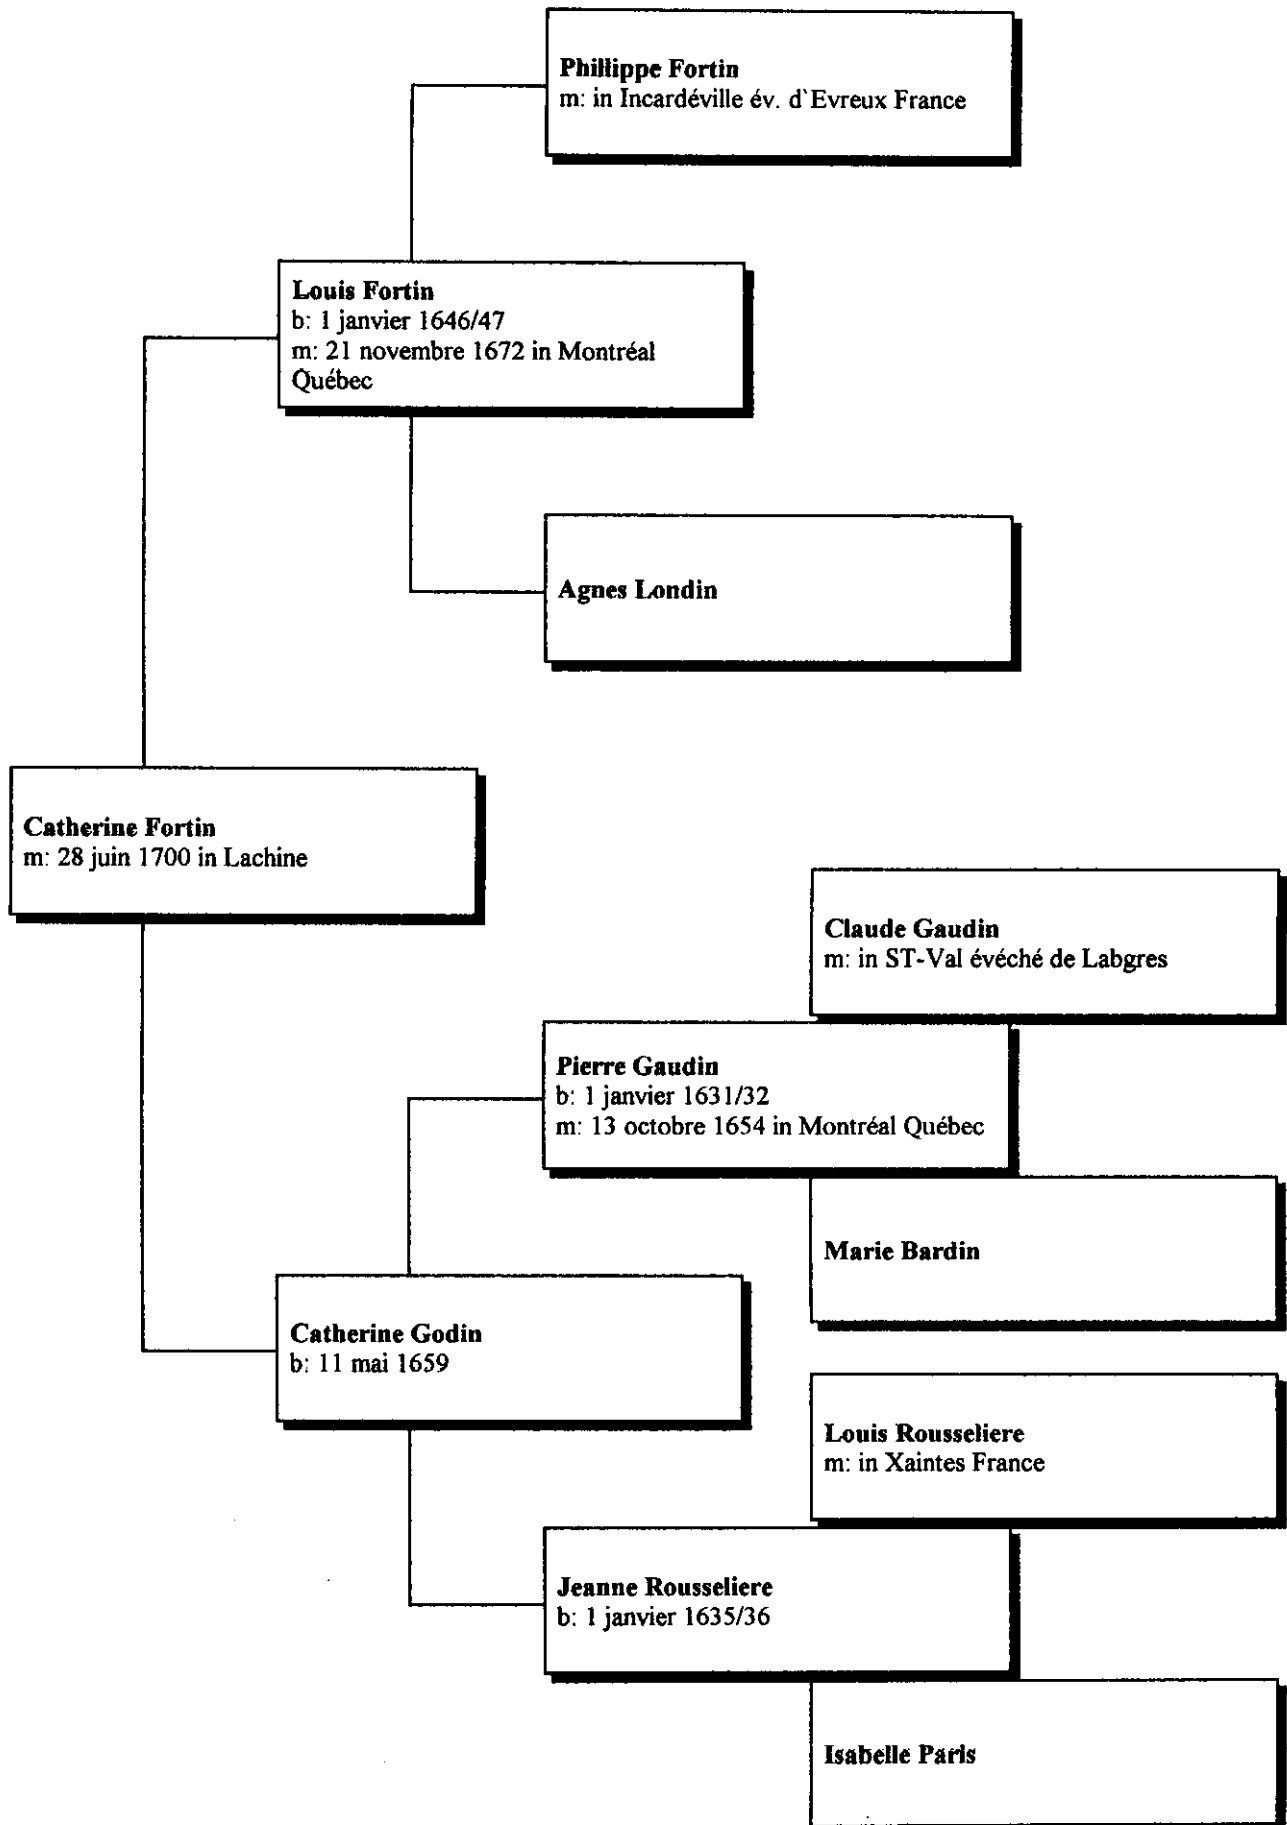 Phillippe Fortin
m: in Incardéville év. d`Evreux France
Louis Fortin
b: 1 janvier 1646/47
m: 21 novembre 1672 in Montréal
Québec
Agnes Londin
Catherine Fortin
m: 28 juin 1700 in Lachine
Claude Gaudin
m: in ST-Val évéché de Labgres
Pierre Gaudin
b: 1 janvier 1631/32
m: 13 octobre 1654 in Montréal Québec
Marie Bardin
Catherine Godin
b: 11 mai 1659
Louis Rousseliere
m: in Xaintes France
Jeanne Rousseliere
b: 1 janvier 1635/36
Isabelle Paris